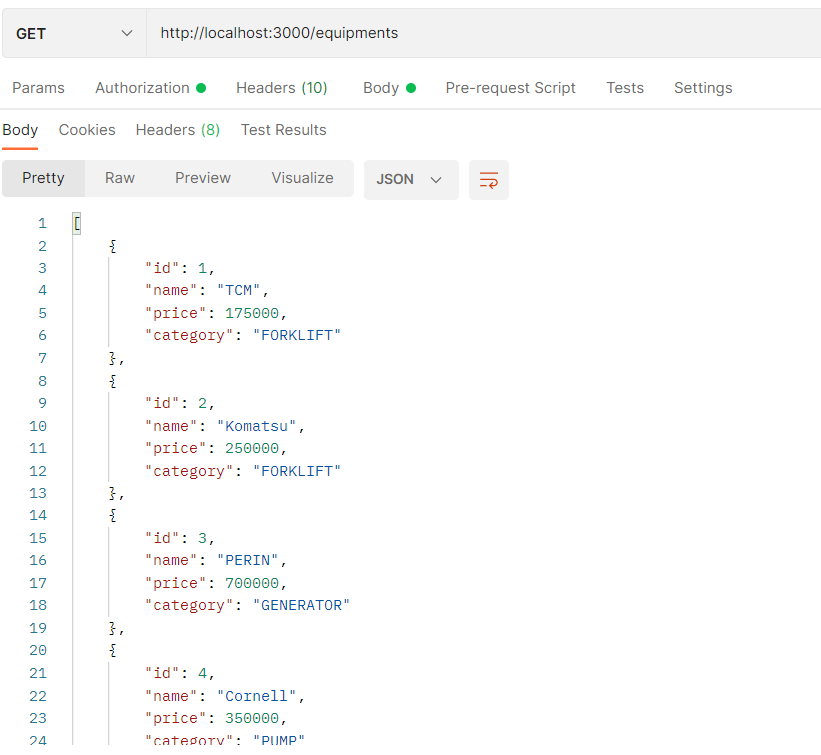 GET http://localhost:3000/equipments
Params Authorization Headers (10) Body Pre-request Script Tests Settings
Body Cookies Headers (8) Test Results
Pretty Raw Preview Visualize JSON
1 [
2 {
3 "id": 1,
4 "name": "TCM",
5 "price": 175000,
6 "category": "FORKLIFT"
7 },
8 {
9 "id": 2,
10 "name": "Komatsu",
11 "price": 250000,
12 "category": "FORKLIFT"
13 },
14 {
15 "id": 3,
16 "name": "PERIN",
17 "price": 700000,
18 "category": "GENERATOR"
19 },
20 {
21 "id": 4,
22 "name": "Cornell",
23 "price": 350000,
24 "category": "PUMP"